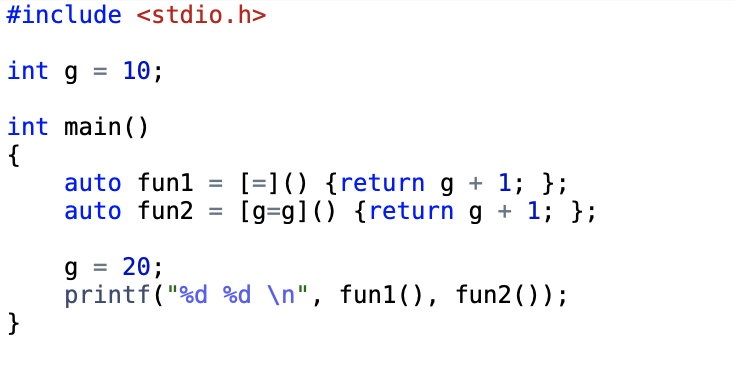 #include <stdio.h>

int g = 10;

int main()
{
    auto fun1 = [=]() {return g + 1; };
    auto fun2 = [g=g]() {return g + 1; };

    g = 20;
    printf("%d %d \n", fun1(), fun2());
}